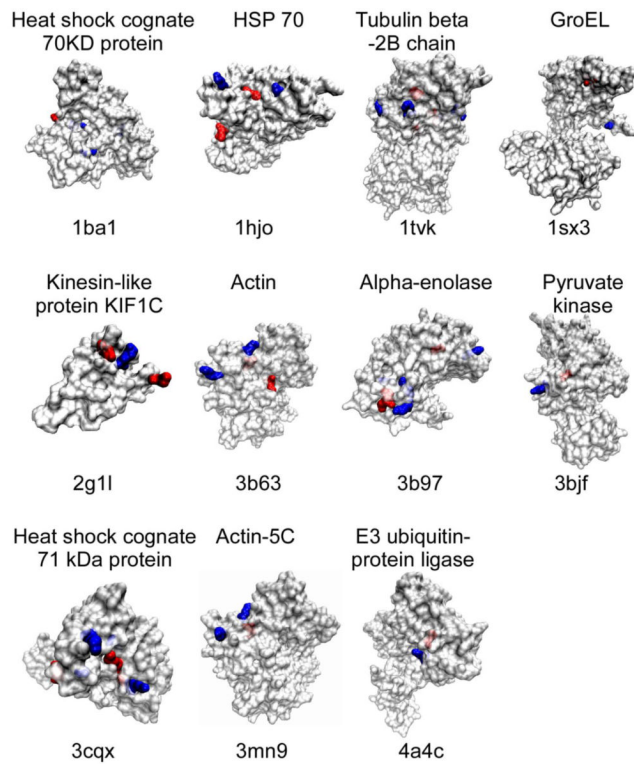 Heat shock cognate
70KD protein
HSP 70
Tubulin beta
-2B chain
GroEL
1ba1
1hjo
1tvk
1sx3
Kinesin-like
protein KIF1C
Actin
Alpha-enolase
Pyruvate
kinase
2g1l
3b63
3b97
3bjf
Heat shock cognate
71 kDa protein
Actin-5C
E3 ubiquitin-
protein ligase
3cqx
3mn9
4a4c